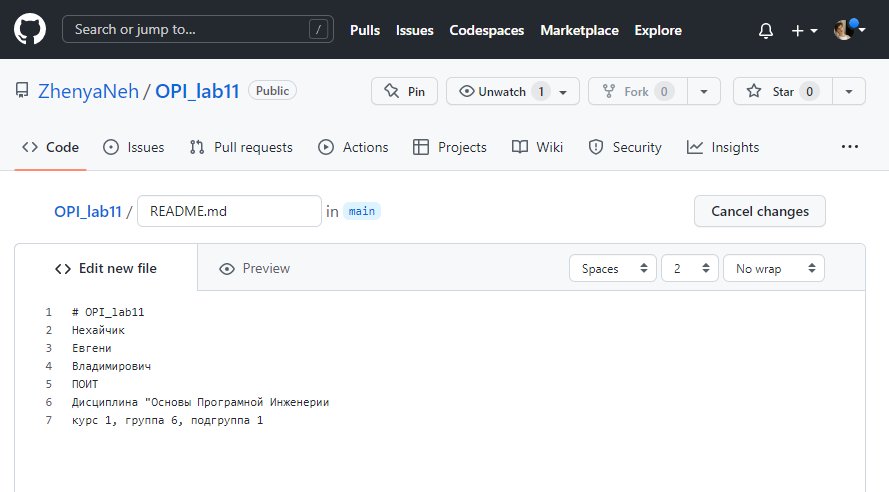 Search or jump to... /
Pulls Issues Codespaces Marketplace Explore
ZhenyaNeh / OPI_lab11 Public
Pin Unwatch 1 Fork 0 Star 0
Code Issues Pull requests Actions Projects Wiki Security Insights ...
OPI_lab11 / README.md in main Cancel changes
Edit new file Preview Spaces 2 No wrap
1 # OPI_lab11
2 Нехайчик
3 Евгени
4 Владимирович
5 ПОИТ
6 Дисциплина "Основы Програмной Инженерии
7 курс 1, группа 6, подгруппа 1